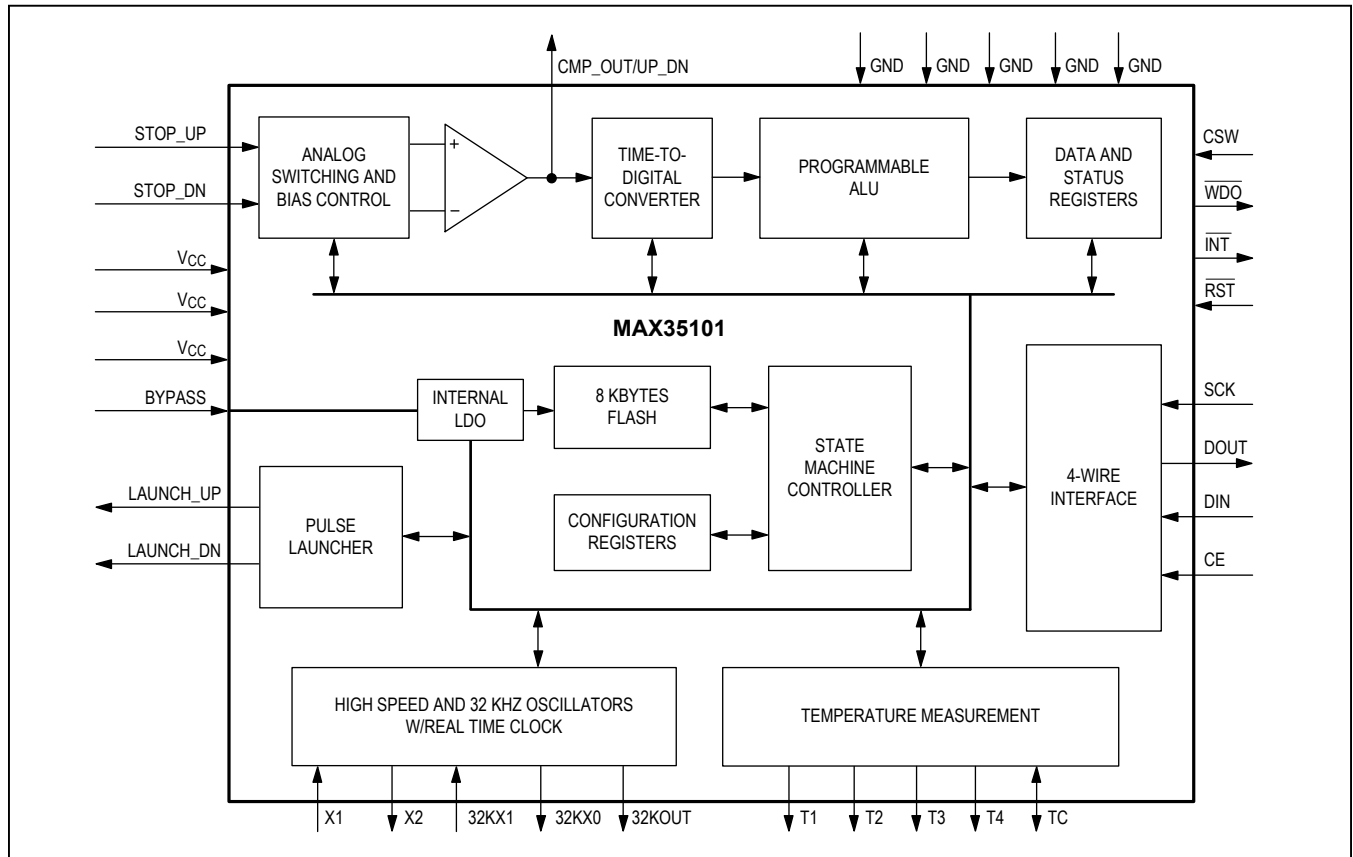 CMP_OUT/UP_DN
GND
GND
GND
GND
GND
STOP_UP
STOP_DN
VCC
VCC
VCC
BYPASS
LAUNCH_UP
LAUNCH_DN
ANALOG
SWITCHING AND
BIAS CONTROL
+
−
TIME-TO-
DIGITAL
CONVERTER
PROGRAMMABLE
ALU
DATA AND
STATUS
REGISTERS
CSW
W̅D̅O̅
I̅N̅T̅
R̅S̅T̅
MAX35101
INTERNAL
LDO
8 KBYTES
FLASH
STATE
MACHINE
CONTROLLER
CONFIGURATION
REGISTERS
4-WIRE
INTERFACE
SCK
DOUT
DIN
CE
PULSE
LAUNCHER
HIGH SPEED AND 32 KHZ OSCILLATORS
W/REAL TIME CLOCK
TEMPERATURE MEASUREMENT
X1
X2
32KX1
32KX0
32KOUT
T1
T2
T3
T4
TC